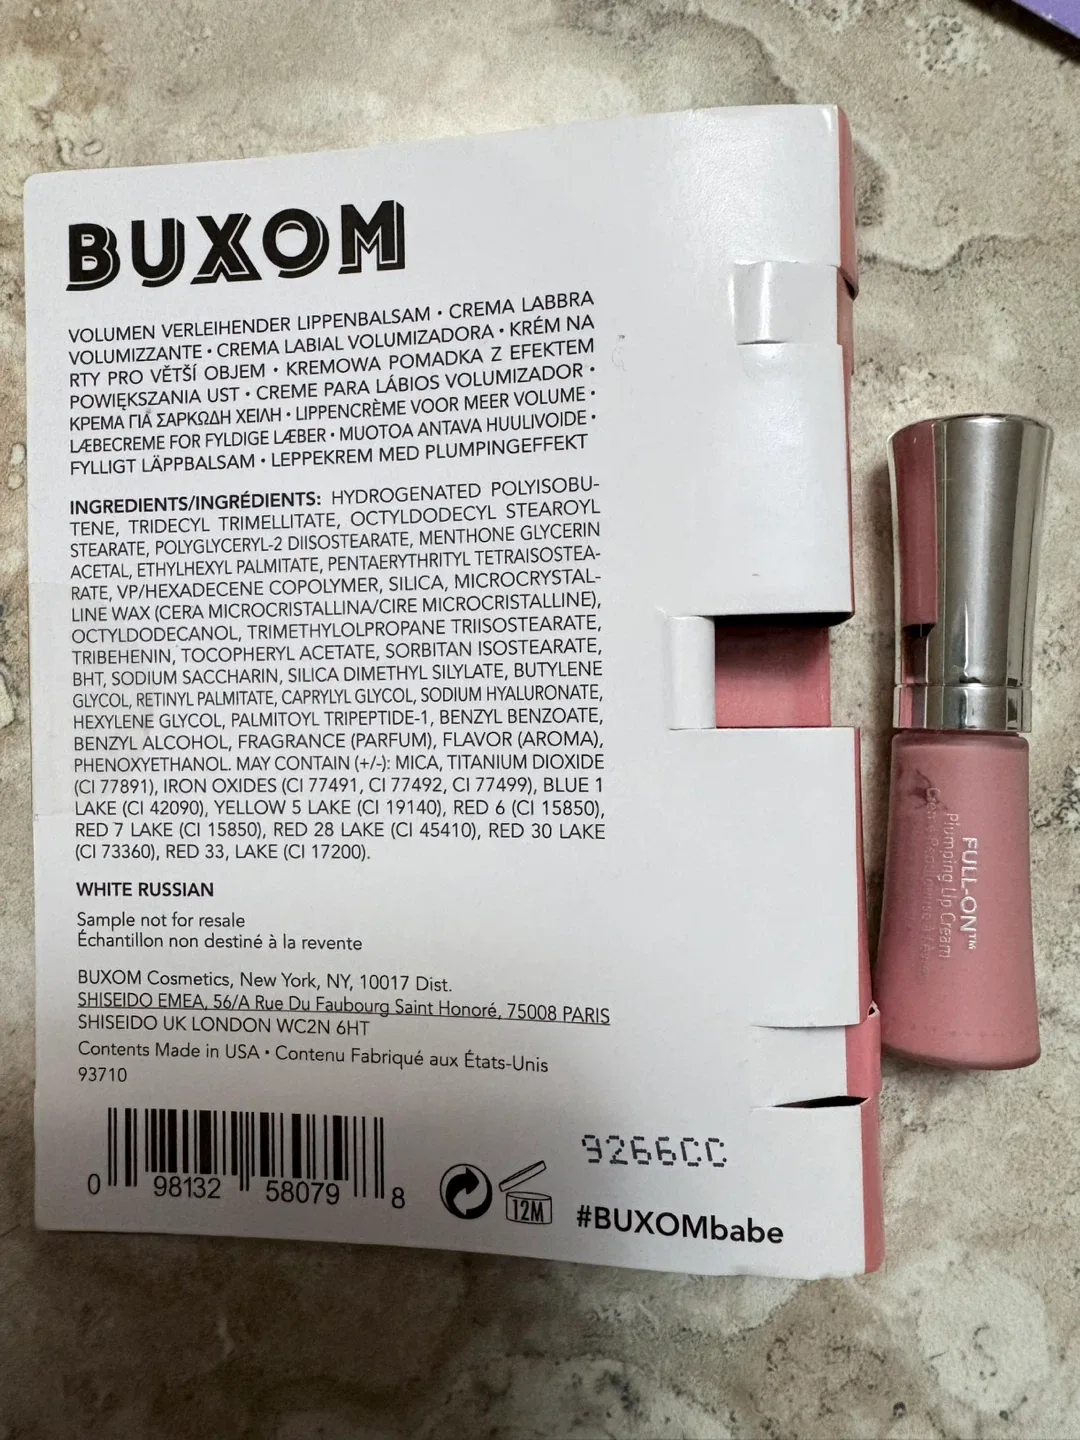 BUXOM
VOLUMEN VERLEIHENDER LIPPENBALSAM • CREMA LABBRA
VOLUMIZZANTE • CREMA LABIAL VOLUMIZADORA • KRÉM NA
RTY PRO VĚTŠÍ OBJEM • KREMOWA POMADKA Z EFEKTEM
POWIĘKSZANIA UST • CREME PARA LÁBIOS VOLUMIZADOR •
ΚΡΕΜΑ ΓΙΑ ΣΑΡΚΩΔΗ ΧΕΙΛΗ • LIPPENCRÈME VOOR MEER VOLUME •
LÆBECREME FOR FYLDIGE LÆBER • MUOTOA ANTAVA HUULIVOIDE •
FYLLIGT LÄPPBALSAM • LEPPEKREM MED PLUMPINGEFFEKT
INGREDIENTS/INGRÉDIENTS: HYDROGENATED POLYISOBU-
TENE, TRIDECYL TRIMELLITATE, OCTYLDODECYL STEAROYL
STEARATE, POLYGLYCERYL-2 DIISOSTEARATE, MENTHONE GLYCERIN
ACETAL, ETHYLHEXYL PALMITATE, PENTAERYTHRITYL TETRAISOSTEA-
RATE, VP/HEXADECENE COPOLYMER, SILICA, MICROCRYSTAL-
LINE WAX (CERA MICROCRISTALLINA/CIRE MICROCRISTALLINE),
OCTYLDODECANOL, TRIMETHYLOLPROPANE TRIISOSTEARATE,
TRIBEHENIN, TOCOPHERYL ACETATE, SORBITAN ISOSTEARATE,
BHT, SODIUM SACCHARIN, SILICA DIMETHYL SILYLATE, BUTYLENE
GLYCOL, RETINYL PALMITATE, CAPRYLYL GLYCOL, SODIUM HYALURONATE,
HEXYLENE GLYCOL, PALMITOYL TRIPEPTIDE-1, BENZYL BENZOATE,
BENZYL ALCOHOL, FRAGRANCE (PARFUM), FLAVOR (AROMA),
PHENOXYETHANOL. MAY CONTAIN (+/-): MICA, TITANIUM DIOXIDE
(CI 77891), IRON OXIDES (CI 77491, CI 77492, CI 77499), BLUE 1
LAKE (CI 42090), YELLOW 5 LAKE (CI 19140), RED 6 (CI 15850),
RED 7 LAKE (CI 15850), RED 28 LAKE (CI 45410), RED 30 LAKE
(CI 73360), RED 33, LAKE (CI 17200).
WHITE RUSSIAN
Sample not for resale
Échantillon non destiné à la revente
BUXOM Cosmetics, New York, NY, 10017 Dist.
SHISEIDO EMEA, 56/A Rue Du Faubourg Saint Honoré, 75008 PARIS
SHISEIDO UK LONDON WC2N 6HT
Contents Made in USA • Contenu Fabriqué aux États-Unis
93710
0 98132 58079 8
12M
9266CC
#BUXOMbabe
FULL-ON™
Plumping Lip Cream